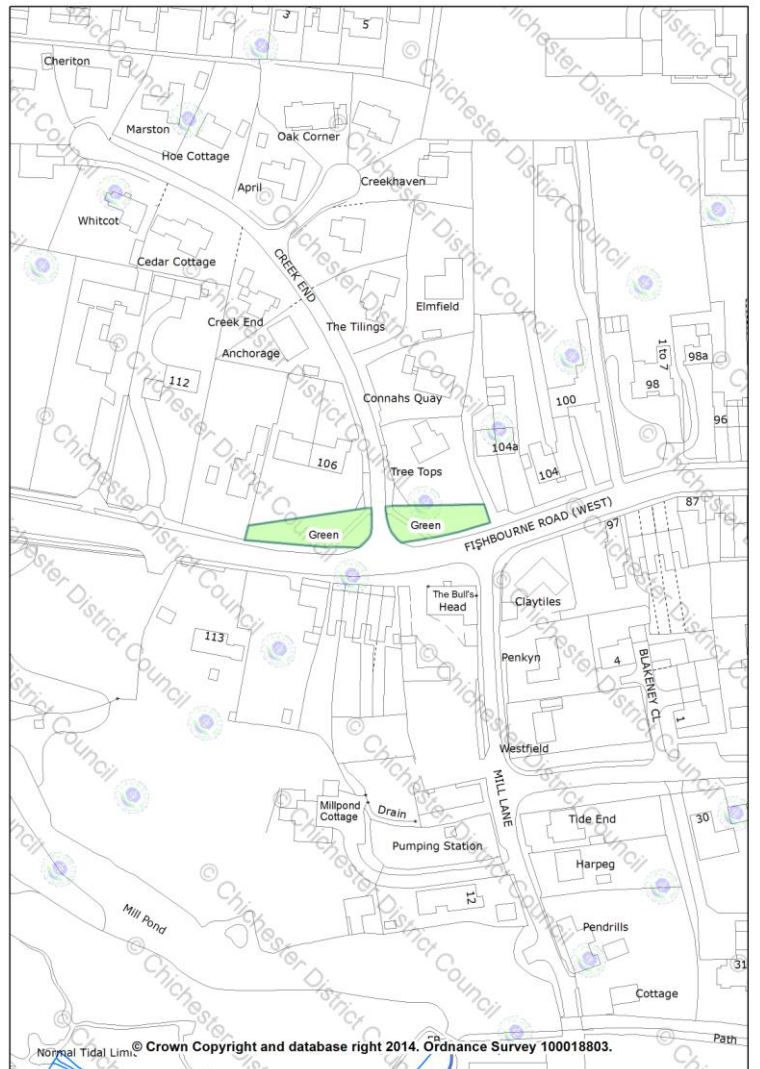 3
5
Cheriton
Marston
Oak Corner
Hoe Cottage
April
Creekhaven
Whitcot
Cedar Cottage
CREEK END
Elmfield
Creek End
The Tilings
Anchorage
1 to 7
98a
98
112
Connahs Quay
100
96
104a
106
Tree Tops
104
87
Green
Green
FISHBOURNE ROAD (WEST)
97
The Bull's
Head
Claytiles
113
Penkyn
4
BLAKENEY CL
1
Westfield
MILL LANE
Millpond
Cottage
Drain
Tide End
30
Pumping Station
Harpeg
12
Mill Pond
Pendrills
31
Cottage
Path
Normal Tidal Limit
© Crown Copyright and database right 2014. Ordnance Survey 100018803.
© Chichester District Council